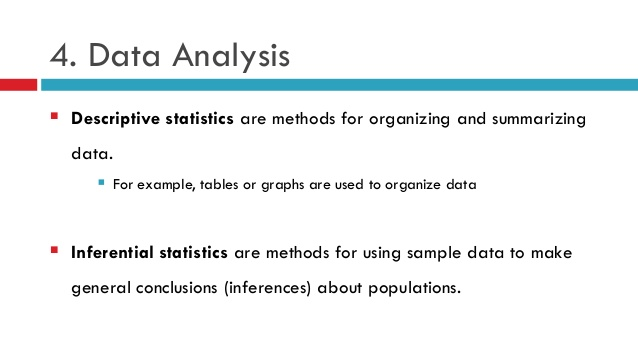 4. Data Analysis
Descriptive statistics are methods for organizing and summarizing
data.
For example, tables or graphs are used to organize data
Inferential statistics are methods for using sample data to make
general conclusions (inferences) about populations.